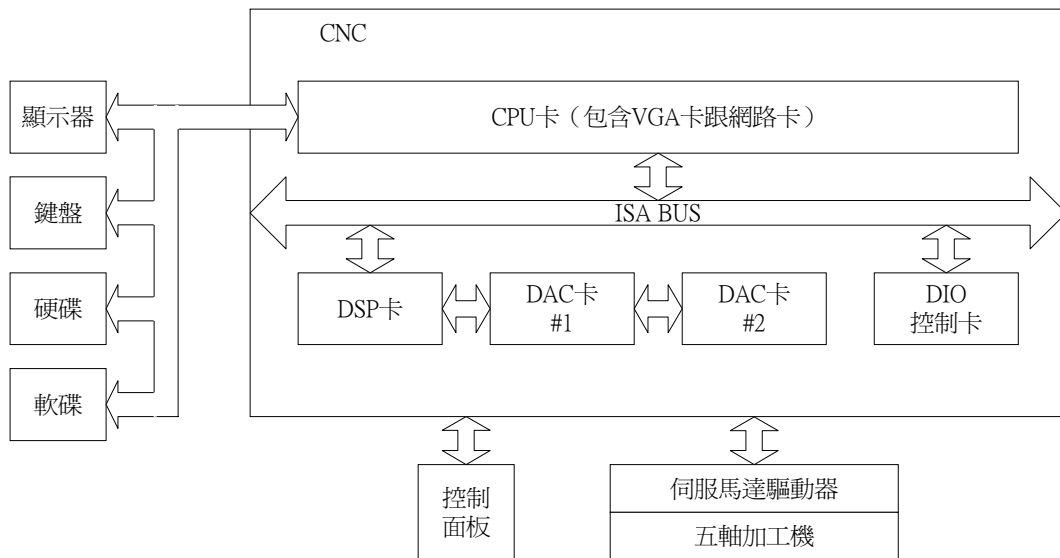 CNC
顯示器
CPU卡（包含VGA卡跟網路卡）
鍵盤
ISA BUS
硬碟
DSP卡
DAC卡
#1
DAC卡
#2
DIO
控制卡
軟碟
控制
面板
伺服馬達驅動器
五軸加工機